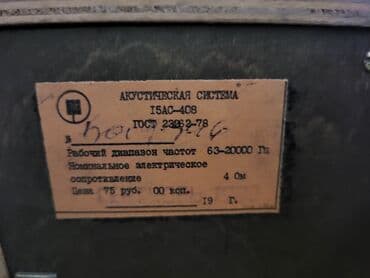 АКУСТИЧЕСКАЯ СИСТЕМА
15АС-408
ГОСТ 23262-78
Рабочий диапазон частот 63-20000 Гц
Номинальное электрическое
сопротивление 4 Ом
Цена 75 руб. 00 коп.
19 Г.